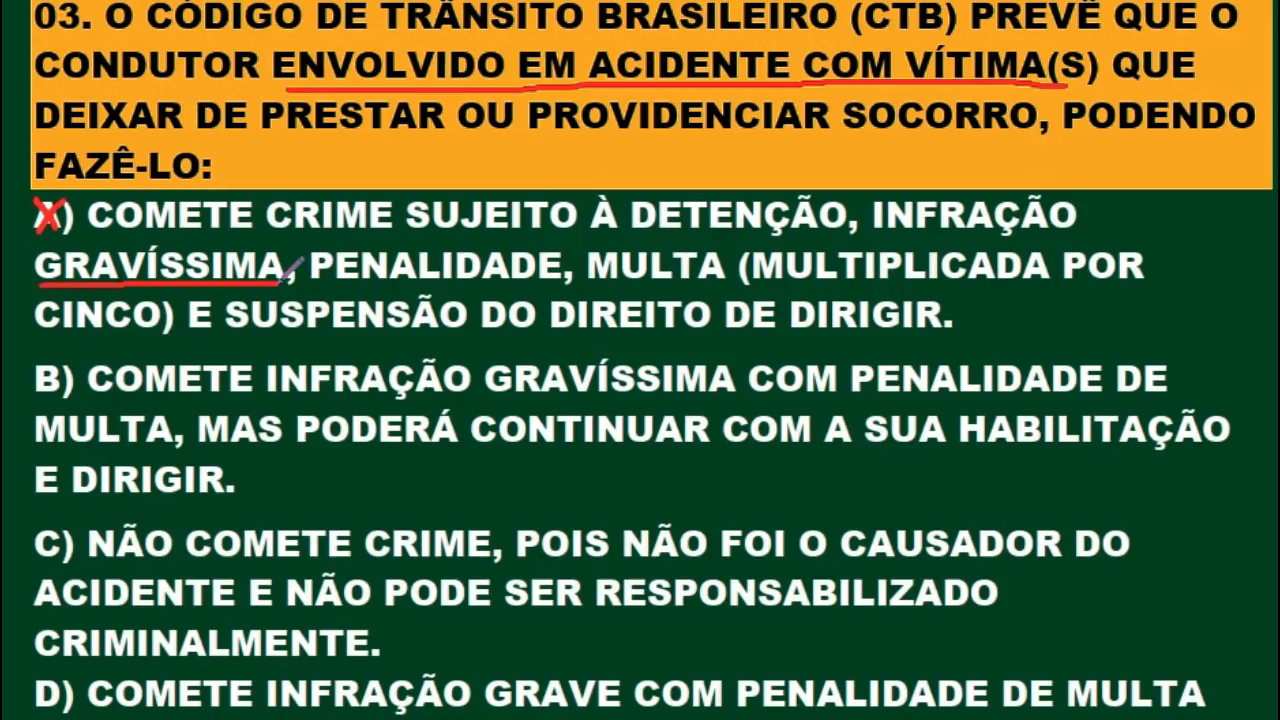 03. O CÓDIGO DE TRÂNSITO BRASILEIRO (CTB) PREVÊ QUE O
CONDUTOR ENVOLVIDO EM ACIDENTE COM VÍTIMA(S) QUE
DEIXAR DE PRESTAR OU PROVIDENCIAR SOCORRO, PODENDO
FAZÊ-LO:
A) COMETE CRIME SUJEITO À DETENÇÃO, INFRAÇÃO
GRAVÍSSIMA, PENALIDADE, MULTA (MULTIPLICADA POR
CINCO) E SUSPENSÃO DO DIREITO DE DIRIGIR.
B) COMETE INFRAÇÃO GRAVÍSSIMA COM PENALIDADE DE
MULTA, MAS PODERÁ CONTINUAR COM A SUA HABILITAÇÃO
E DIRIGIR.
C) NÃO COMETE CRIME, POIS NÃO FOI O CAUSADOR DO
ACIDENTE E NÃO PODE SER RESPONSABILIZADO
CRIMINALMENTE.
D) COMETE INFRAÇÃO GRAVE COM PENALIDADE DE MULTA